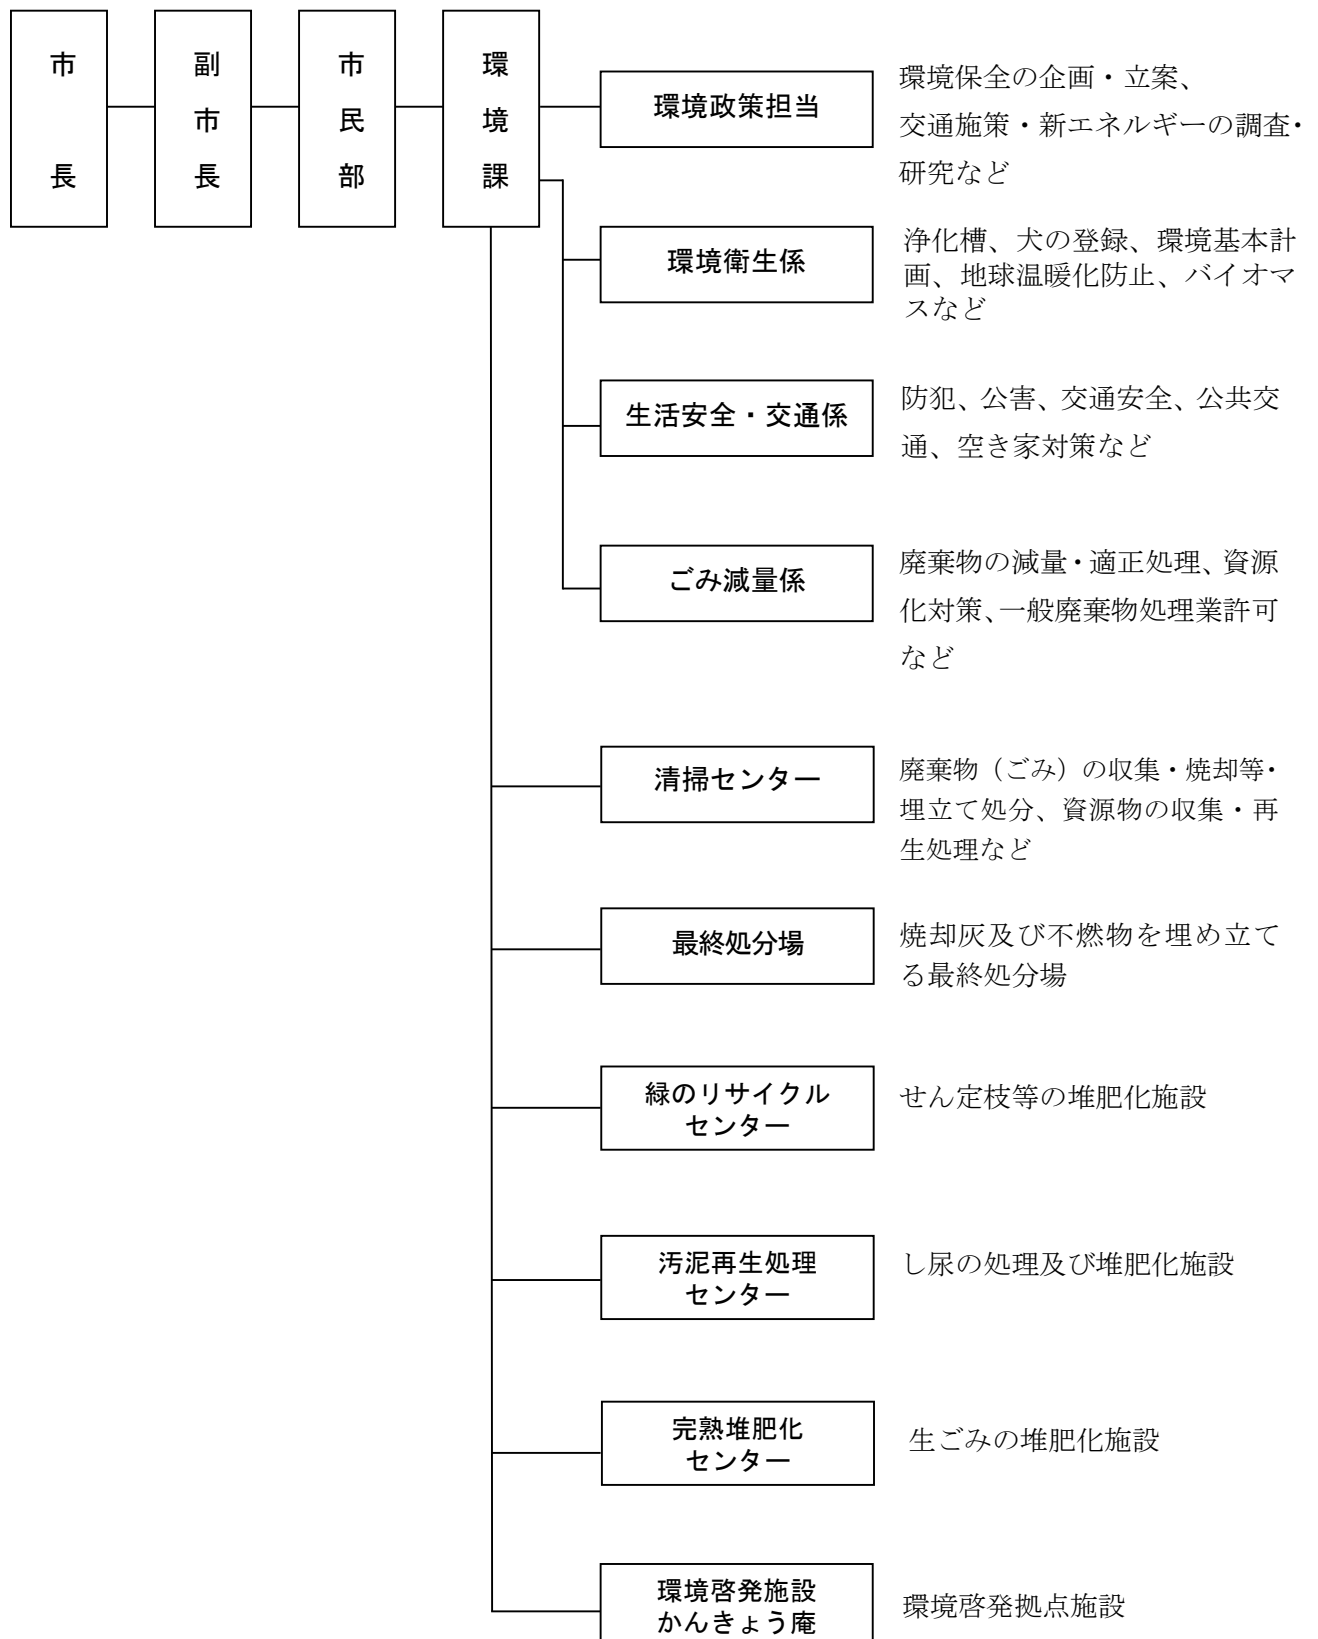 市長
副市長
市民部
環境課
環境政策担当
環境保全の企画・立案、
交通施策・新エネルギーの調査・
研究など
環境衛生係
浄化槽、犬の登録、環境基本計
画、地球温暖化防止、バイオマ
スなど
生活安全・交通係
防犯、公害、交通安全、公共交
通、空き家対策など
ごみ減量係
廃棄物の減量・適正処理、資源
化対策、一般廃棄物処理業許可
など
清掃センター
廃棄物（ごみ）の収集・焼却等・
埋立て処分、資源物の収集・再
生処理など
最終処分場
焼却灰及び不燃物を埋め立て
る最終処分場
緑のリサイクル
センター
せん定枝等の堆肥化施設
汚泥再生処理
センター
し尿の処理及び堆肥化施設
完熟堆肥化
センター
生ごみの堆肥化施設
環境啓発施設
かんきょう庵
環境啓発拠点施設